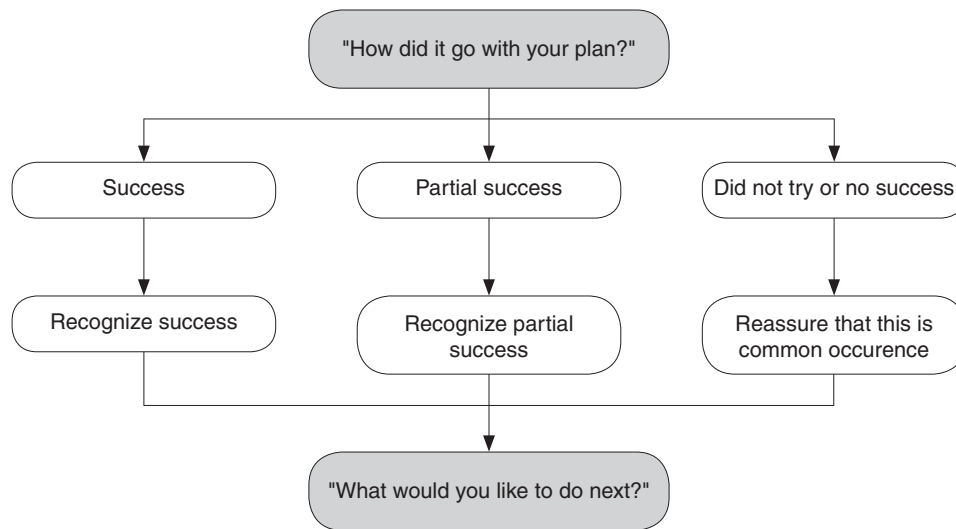 "How did it go with your plan?"
Success
Partial success
Did not try or no success
Recognize success
Recognize partial
success
Reassure that this is
common occurence
"What would you like to do next?"